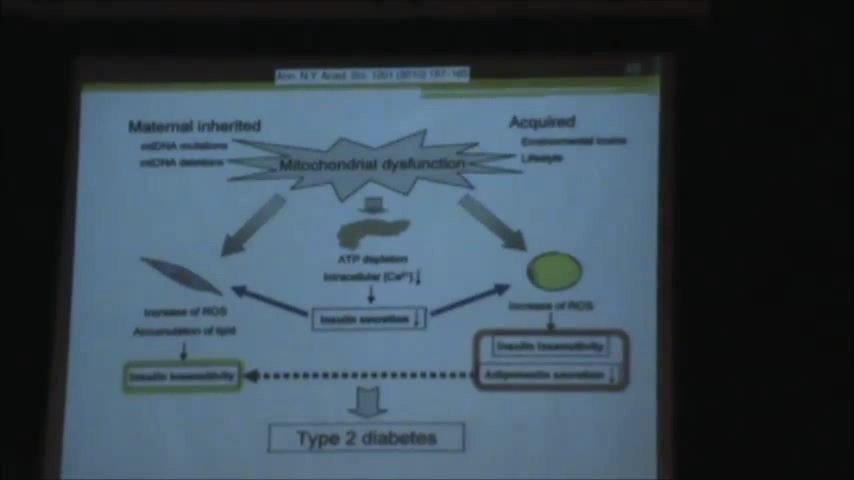 Ann. N.Y. Acad. Sci. 1201 (2010) 157-165
Maternal inherited
mtDNA mutations
mtDNA deletions
Mitochondrial dysfunction
Acquired
Environmental toxins
Lifestyle
ATP depletion
Intracellular [Ca²⁺] ↓
Insulin secretion ↓
Increase of ROS
Accumulation of lipid
Insulin insensitivity
Increase of ROS
Insulin insensitivity
Adiponectin secretion ↓
Type 2 diabetes